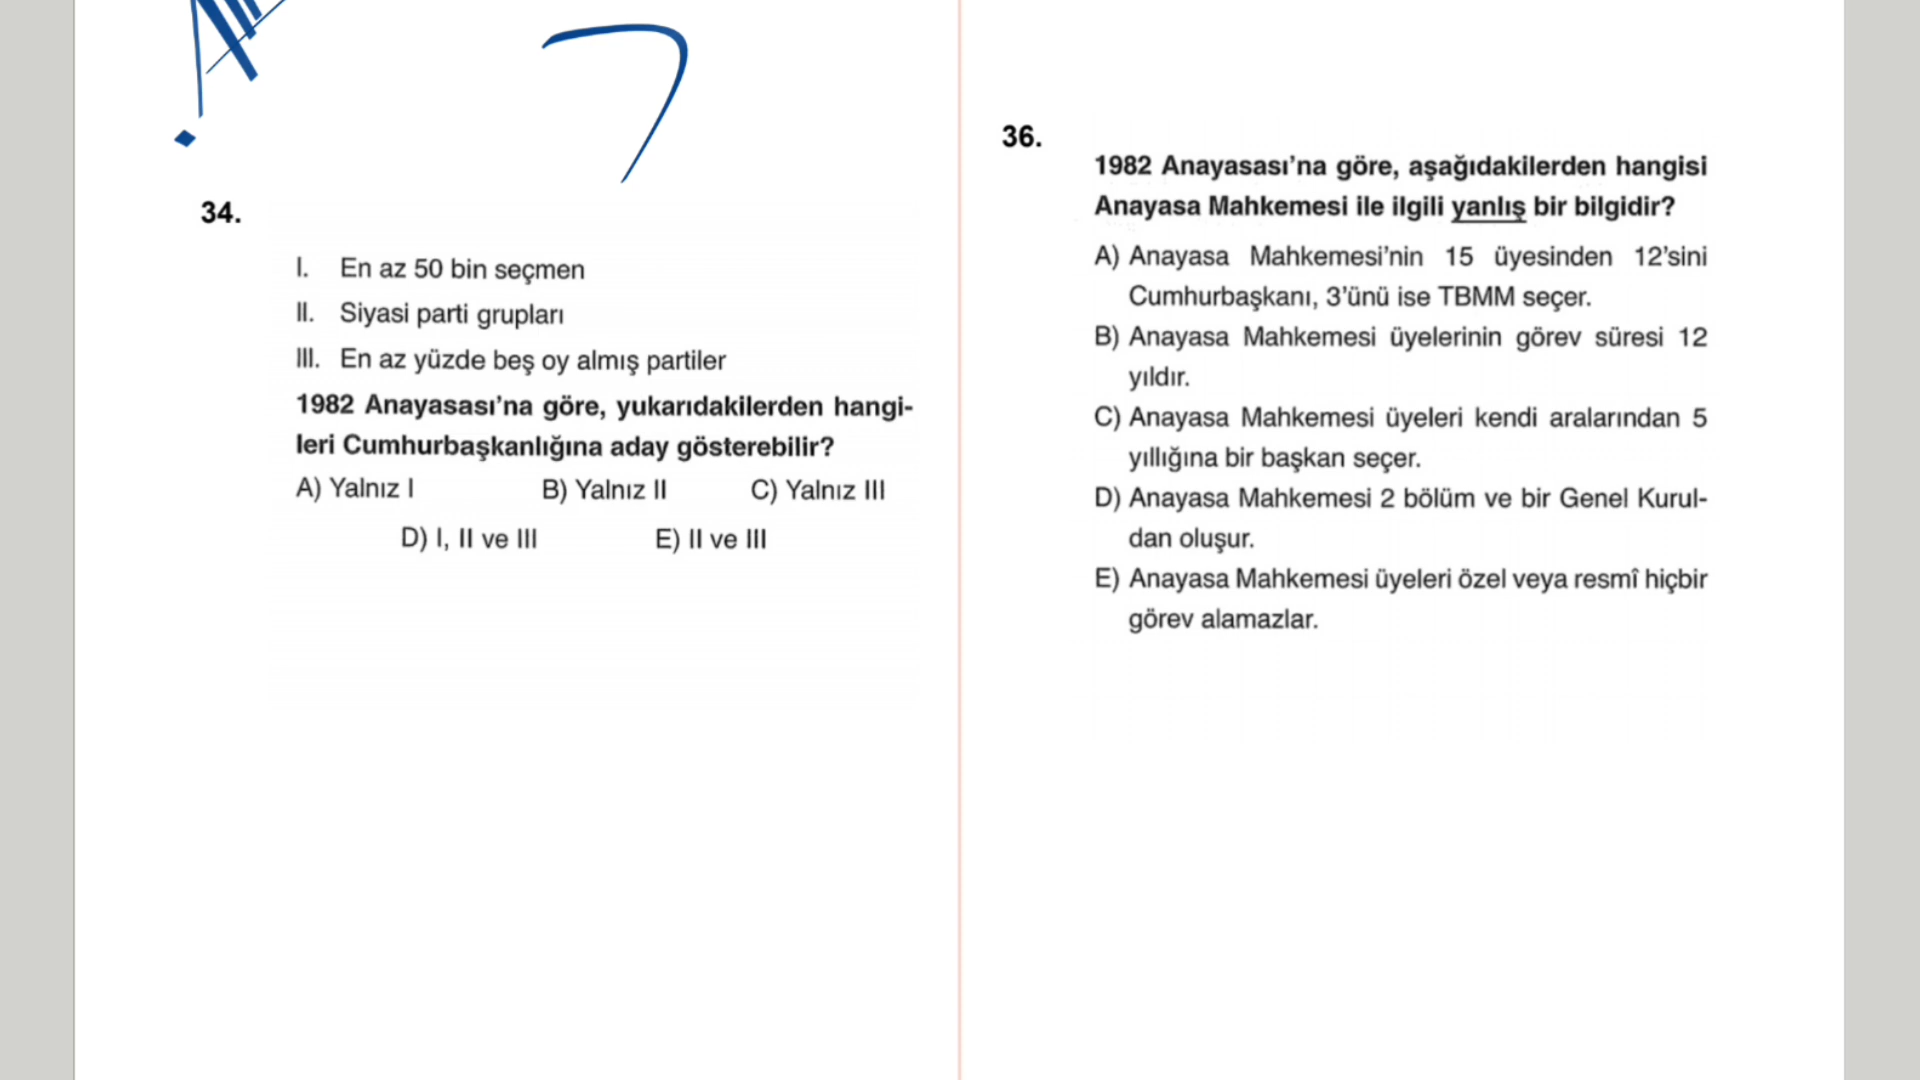 34.
I. En az 50 bin seçmen
II. Siyasi parti grupları
III. En az yüzde beş oy almış partiler
1982 Anayasası’na göre, yukarıdakilerden hangi-
leri Cumhurbaşkanlığına aday gösterebilir?
A) Yalnız I B) Yalnız II C) Yalnız III
D) I, II ve III E) II ve III
36.
1982 Anayasası’na göre, aşağıdakilerden hangisi
Anayasa Mahkemesi ile ilgili yanlış bir bilgidir?
A) Anayasa Mahkemesi’nin 15 üyesinden 12’sini
Cumhurbaşkanı, 3’ünü ise TBMM seçer.
B) Anayasa Mahkemesi üyelerinin görev süresi 12
yıldır.
C) Anayasa Mahkemesi üyeleri kendi aralarından 5
yıllığına bir başkan seçer.
D) Anayasa Mahkemesi 2 bölüm ve bir Genel Kurul-
dan oluşur.
E) Anayasa Mahkemesi üyeleri özel veya resmî hiçbir
görev alamazlar.